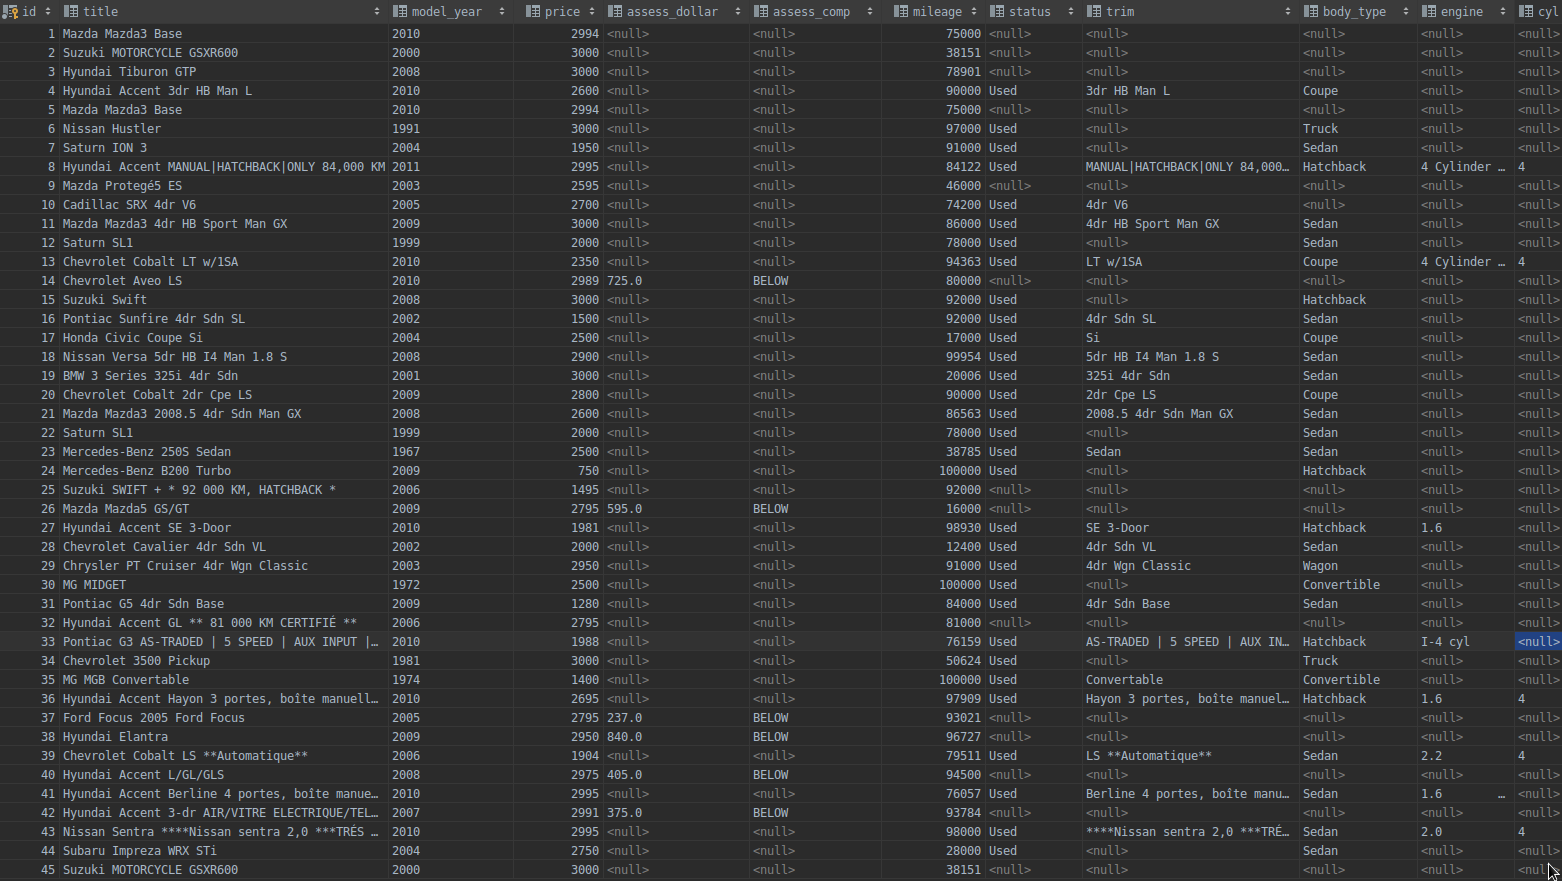 id title model_year price assess_dollar assess_comp mileage status trim body_type engine cyl
1 Mazda Mazda3 Base 2010 2994 <null> <null> 75000 <null> <null> <null> <null> <null>
2 Suzuki MOTORCYCLE GSXR600 2000 3000 <null> <null> 38151 <null> <null> <null> <null> <null>
3 Hyundai Tiburon GTP 2008 3000 <null> <null> 78901 <null> <null> <null> <null> <null>
4 Hyundai Accent 3dr HB Man L 2010 2600 <null> <null> 90000 Used 3dr HB Man L Coupe <null> <null>
5 Mazda Mazda3 Base 2010 2994 <null> <null> 75000 <null> <null> <null> <null> <null>
6 Nissan Hustler 1991 3000 <null> <null> 97000 Used <null> Truck <null> <null>
7 Saturn ION 3 2004 1950 <null> <null> 91000 Used <null> Sedan <null> <null>
8 Hyundai Accent MANUAL|HATCHBACK|ONLY 84,000 KM 2011 2995 <null> <null> 84122 Used MANUAL|HATCHBACK|ONLY 84,000… Hatchback 4 Cylinder … 4
9 Mazda Protegé5 ES 2003 2595 <null> <null> 46000 <null> <null> <null> <null> <null>
10 Cadillac SRX 4dr V6 2005 2700 <null> <null> 74200 Used 4dr V6 <null> <null> <null>
11 Mazda Mazda3 4dr HB Sport Man GX 2009 3000 <null> <null> 86000 Used 4dr HB Sport Man GX Sedan <null> <null>
12 Saturn SL1 1999 2000 <null> <null> 78000 Used <null> Sedan <null> <null>
13 Chevrolet Cobalt LT w/1SA 2010 2350 <null> <null> 94363 Used LT w/1SA Coupe 4 Cylinder … 4
14 Chevrolet Aveo LS 2010 2989 725.0 BELOW 80000 <null> <null> <null> <null> <null>
15 Suzuki Swift 2008 3000 <null> <null> 92000 Used <null> Hatchback <null> <null>
16 Pontiac Sunfire 4dr Sdn SL 2002 1500 <null> <null> 92000 Used 4dr Sdn SL Sedan <null> <null>
17 Honda Civic Coupe Si 2004 2500 <null> <null> 17000 Used Si Coupe <null> <null>
18 Nissan Versa 5dr HB I4 Man 1.8 S 2008 2900 <null> <null> 99954 Used 5dr HB I4 Man 1.8 S Sedan <null> <null>
19 BMW 3 Series 325i 4dr Sdn 2001 3000 <null> <null> 20006 Used 325i 4dr Sdn Sedan <null> <null>
20 Chevrolet Cobalt 2dr Cpe LS 2009 2800 <null> <null> 90000 Used 2dr Cpe LS Coupe <null> <null>
21 Mazda Mazda3 2008.5 4dr Sdn Man GX 2008 2600 <null> <null> 86563 Used 2008.5 4dr Sdn Man GX Sedan <null> <null>
22 Saturn SL1 1999 2000 <null> <null> 78000 Used <null> Sedan <null> <null>
23 Mercedes-Benz 250S Sedan 1967 2500 <null> <null> 38785 Used Sedan Sedan <null> <null>
24 Mercedes-Benz B200 Turbo 2009 750 <null> <null> 100000 Used <null> Hatchback <null> <null>
25 Suzuki SWIFT + * 92 000 KM, HATCHBACK * 2006 1495 <null> <null> 92000 <null> <null> <null> <null> <null>
26 Mazda Mazda5 GS/GT 2009 2795 595.0 BELOW 16000 <null> <null> <null> <null> <null>
27 Hyundai Accent SE 3-Door 2010 1981 <null> <null> 98930 Used SE 3-Door Hatchback 1.6 <null>
28 Chevrolet Cavalier 4dr Sdn VL 2002 2000 <null> <null> 12400 Used 4dr Sdn VL Sedan <null> <null>
29 Chrysler PT Cruiser 4dr Wgn Classic 2003 2950 <null> <null> 91000 Used 4dr Wgn Classic Wagon <null> <null>
30 MG MIDGET 1972 2500 <null> <null> 100000 Used <null> Convertible <null> <null>
31 Pontiac G5 4dr Sdn Base 2009 1280 <null> <null> 84000 Used 4dr Sdn Base Sedan <null> <null>
32 Hyundai Accent GL ** 81 000 KM CERTIFIÉ ** 2006 2795 <null> <null> 81000 <null> <null> <null> <null> <null>
33 Pontiac G3 AS-TRADED | 5 SPEED | AUX INPUT |… 2010 1988 <null> <null> 76159 Used AS-TRADED | 5 SPEED | AUX IN… Hatchback I-4 cyl <null>
34 Chevrolet 3500 Pickup 1981 3000 <null> <null> 50624 Used <null> Truck <null> <null>
35 MG MGB Convertable 1974 1400 <null> <null> 100000 Used Convertable Convertible <null> <null>
36 Hyundai Accent Hayon 3 portes, boîte manuell… 2010 2695 <null> <null> 97909 Used Hayon 3 portes, boîte manuel… Hatchback 1.6 4
37 Ford Focus 2005 Ford Focus 2005 2795 237.0 BELOW 93021 <null> <null> <null> <null> <null>
38 Hyundai Elantra 2009 2950 840.0 BELOW 96727 <null> <null> <null> <null> <null>
39 Chevrolet Cobalt LS **Automatique** 2006 1904 <null> <null> 79511 Used LS **Automatique** Sedan 2.2 4
40 Hyundai Accent L/GL/GLS 2008 2975 405.0 BELOW 94500 <null> <null> <null> <null> <null>
41 Hyundai Accent Berline 4 portes, boîte manue… 2010 2995 <null> <null> 76057 Used Berline 4 portes, boîte manu… Sedan 1.6 … <null>
42 Hyundai Accent 3-dr AIR/VITRE ELECTRIQUE/TEL… 2007 2991 375.0 BELOW 93784 <null> <null> <null> <null> <null>
43 Nissan Sentra ****Nissan sentra 2,0 ***TRÉS … 2010 2995 <null> <null> 98000 Used ****Nissan sentra 2,0 ***TRÉ… Sedan 2.0 4
44 Subaru Impreza WRX STi 2004 2750 <null> <null> 28000 Used <null> Sedan <null> <null>
45 Suzuki MOTORCYCLE GSXR600 2000 3000 <null> <null> 38151 <null> <null> <null> <null> <null>